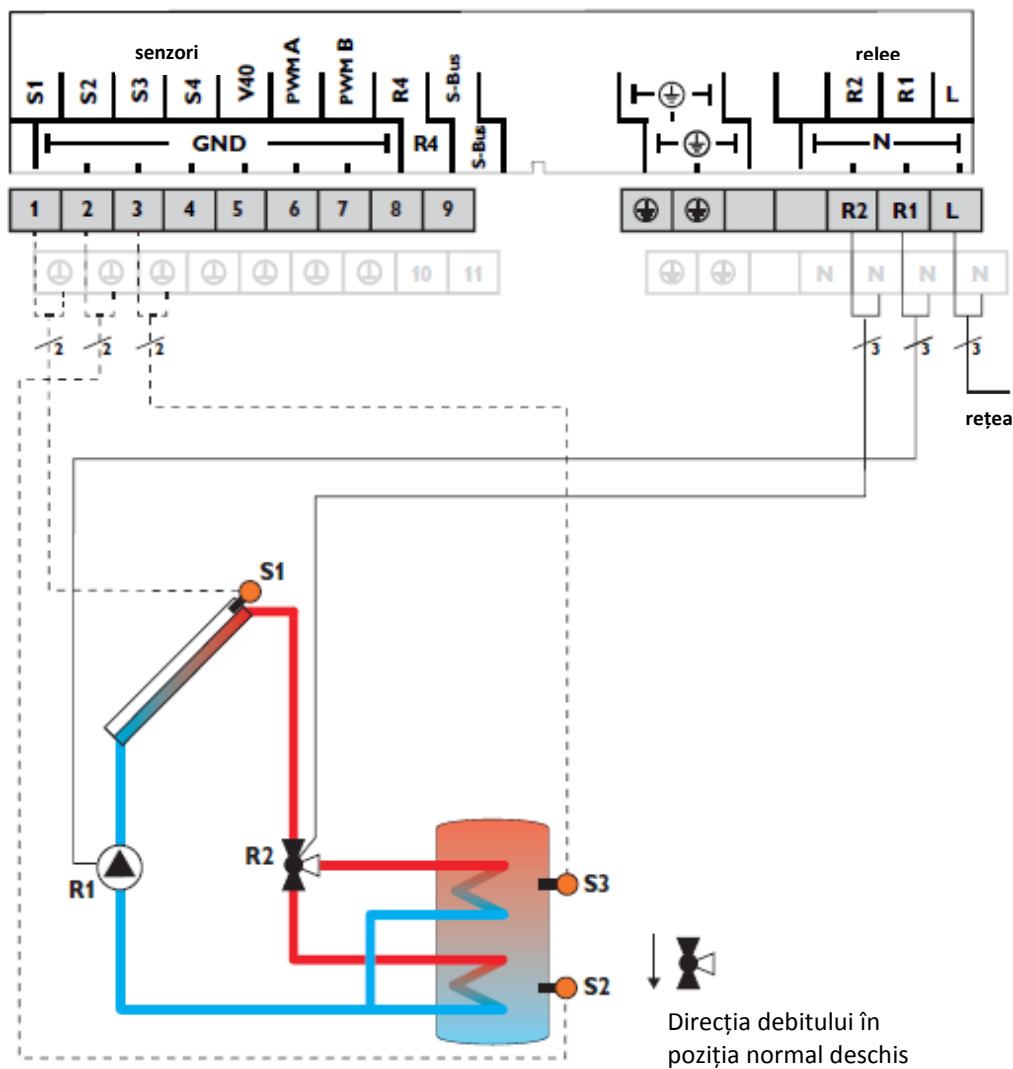 senzori
relee
S1 S2 S3 S4 V40 PWM A PWM B R4 S-Bus
R2 R1 L
GND R4 S-Bus
N
1 2 3 4 5 6 7 8 9
R2 R1 L
10 11
N N N N
2 2 2
3 3 3
rețea
S1
R2
R1
S3
S2
Direcția debitului în
poziția normal deschis